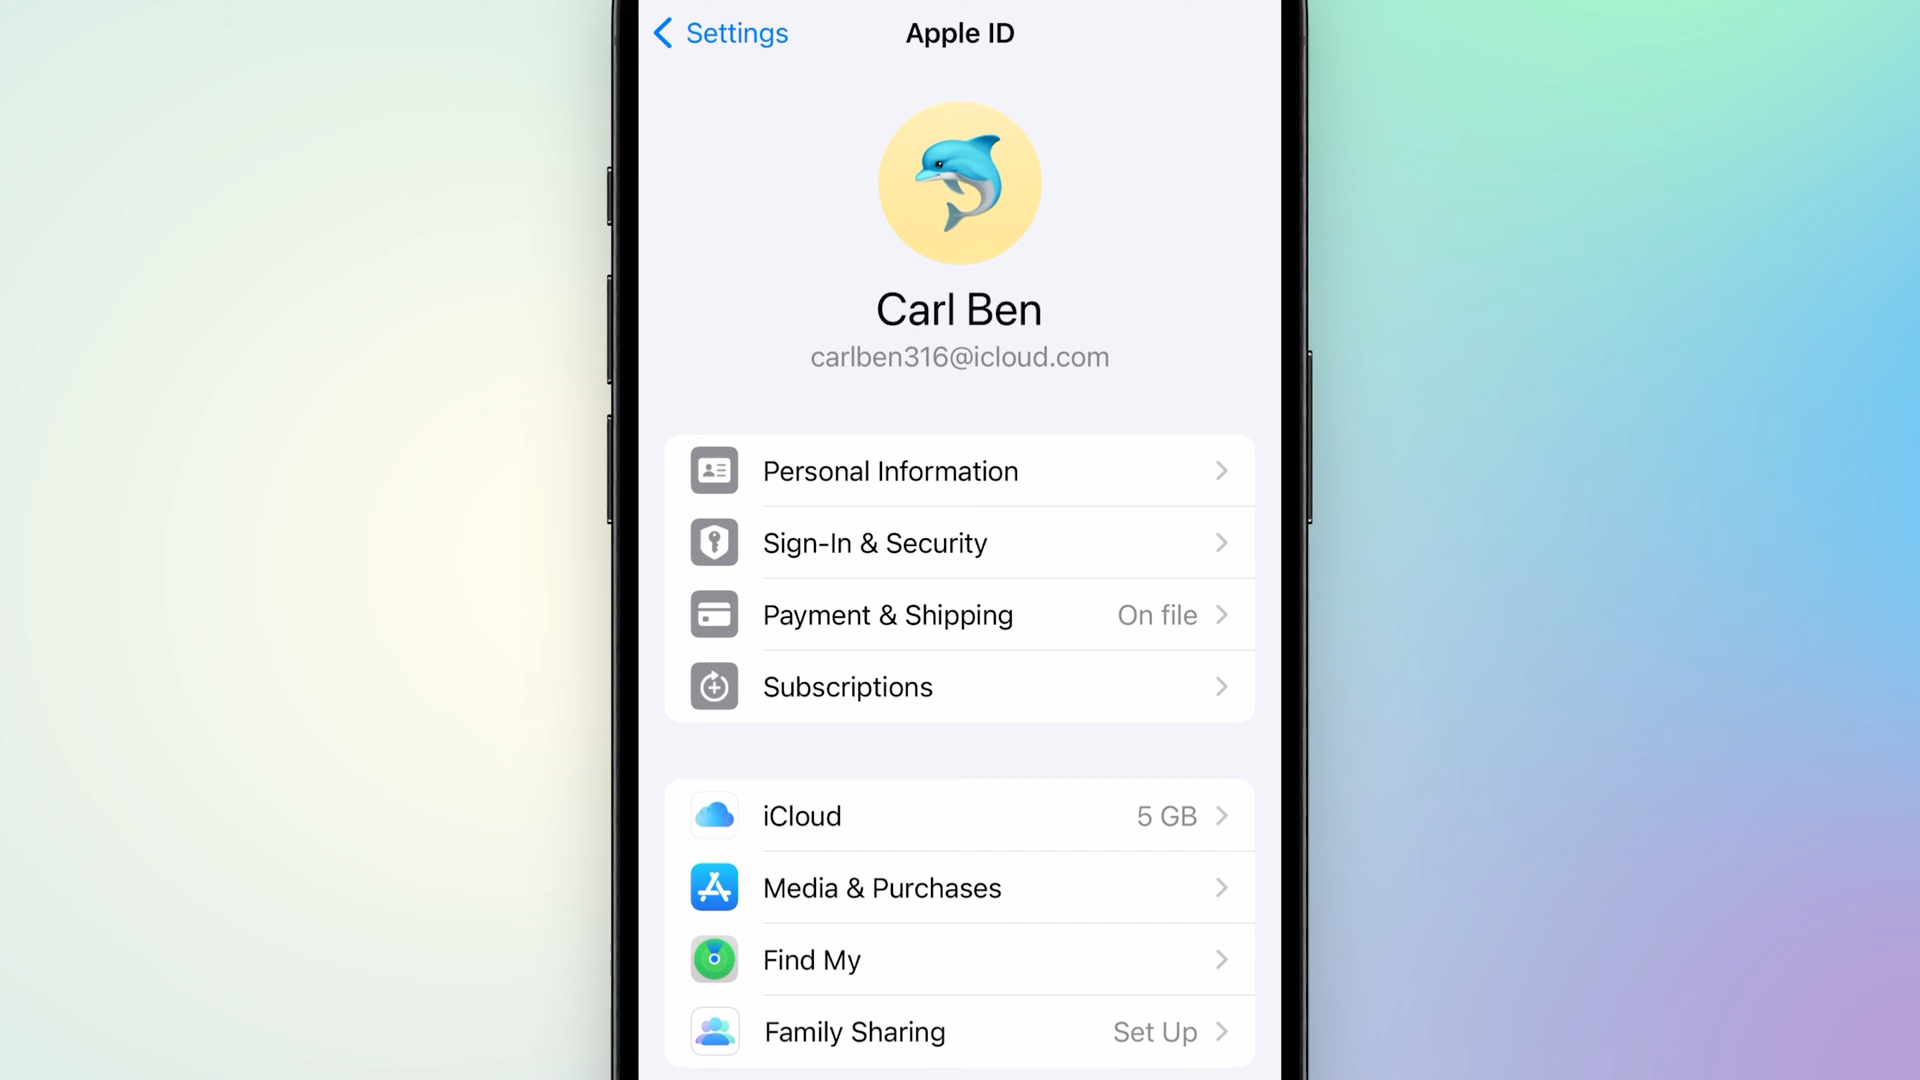 Settings
Apple ID
Carl Ben
carlben316@icloud.com
Personal Information
Sign-In & Security
Payment & Shipping On file
Subscriptions
iCloud 5 GB
Media & Purchases
Find My
Family Sharing Set Up